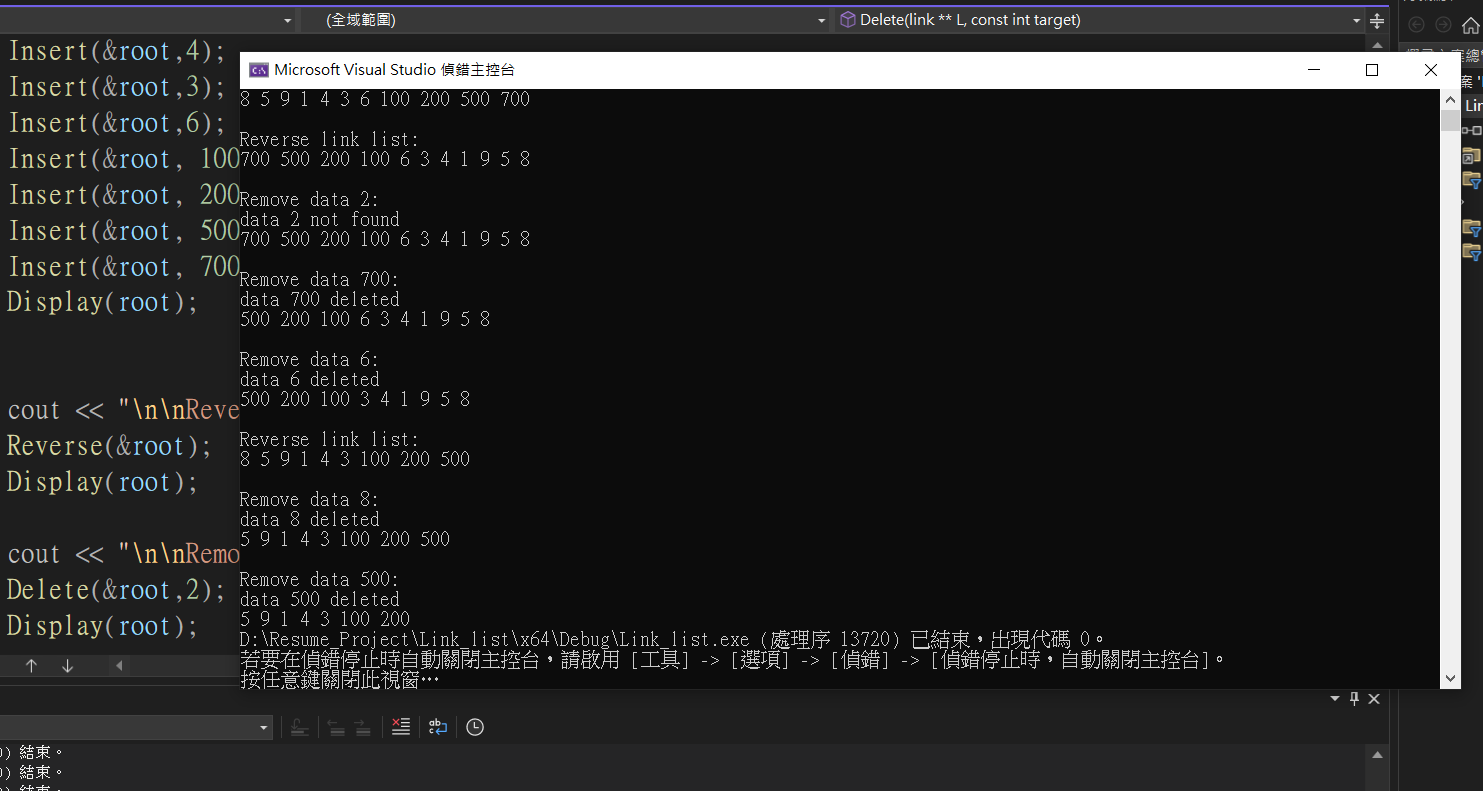 (全域範圍)
Delete(link ** L, const int target)
Insert(&root,4);
Insert(&root,3);
Insert(&root,6);
Insert(&root, 100
Insert(&root, 200
Insert(&root, 500
Insert(&root, 700
Display(root);
cout << "\n\nReve
Reverse(&root);
Display(root);
cout << "\n\nRemo
Delete(&root,2);
Display(root);
Microsoft Visual Studio 偵錯主控台
8 5 9 1 4 3 6 100 200 500 700
Reverse link list:
700 500 200 100 6 3 4 1 9 5 8
Remove data 2:
data 2 not found
700 500 200 100 6 3 4 1 9 5 8
Remove data 700:
data 700 deleted
500 200 100 6 3 4 1 9 5 8
Remove data 6:
data 6 deleted
500 200 100 3 4 1 9 5 8
Reverse link list:
8 5 9 1 4 3 100 200 500
Remove data 8:
data 8 deleted
5 9 1 4 3 100 200 500
Remove data 500:
data 500 deleted
5 9 1 4 3 100 200
D:\Resume_Project\Link_list\x64\Debug\Link_list.exe (處理序 13720) 已結束，出現代碼 0。
若要在偵錯停止時自動關閉主控台，請啟用 [工具] -> [選項] -> [偵錯] -> [偵錯停止時，自動關閉主控台]。
按任意鍵關閉此視窗…
案 '
Lin
) 結束。
) 結束。